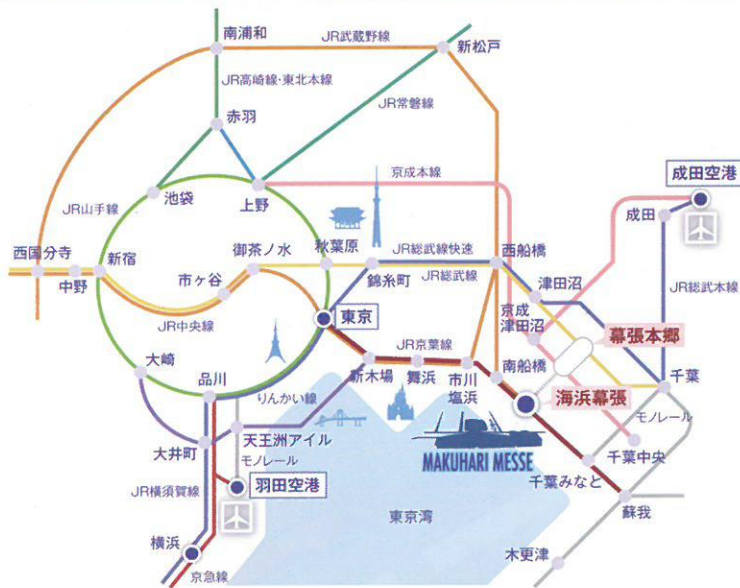 南浦和
JR武蔵野線
新松戸
JR高崎線・東北本線
JR常磐線
赤羽
京成本線
成田空港
池袋
上野
成田
JR山手線
西国分寺
新宿
御茶ノ水
秋葉原
JR総武線快速
西船橋
中野
市ヶ谷
錦糸町
JR総武線
津田沼
JR総武本線
JR中央線
東京
京成
津田沼
幕張本郷
大崎
JR京葉線
南船橋
品川
新木場
舞浜
市川
塩浜
海浜幕張
千葉
りんかい線
モノレール
天王洲アイル
MAKUHARI MESSE
千葉中央
大井町
モノレール
千葉みなと
JR横須賀線
羽田空港
蘇我
東京湾
横浜
木更津
京急線